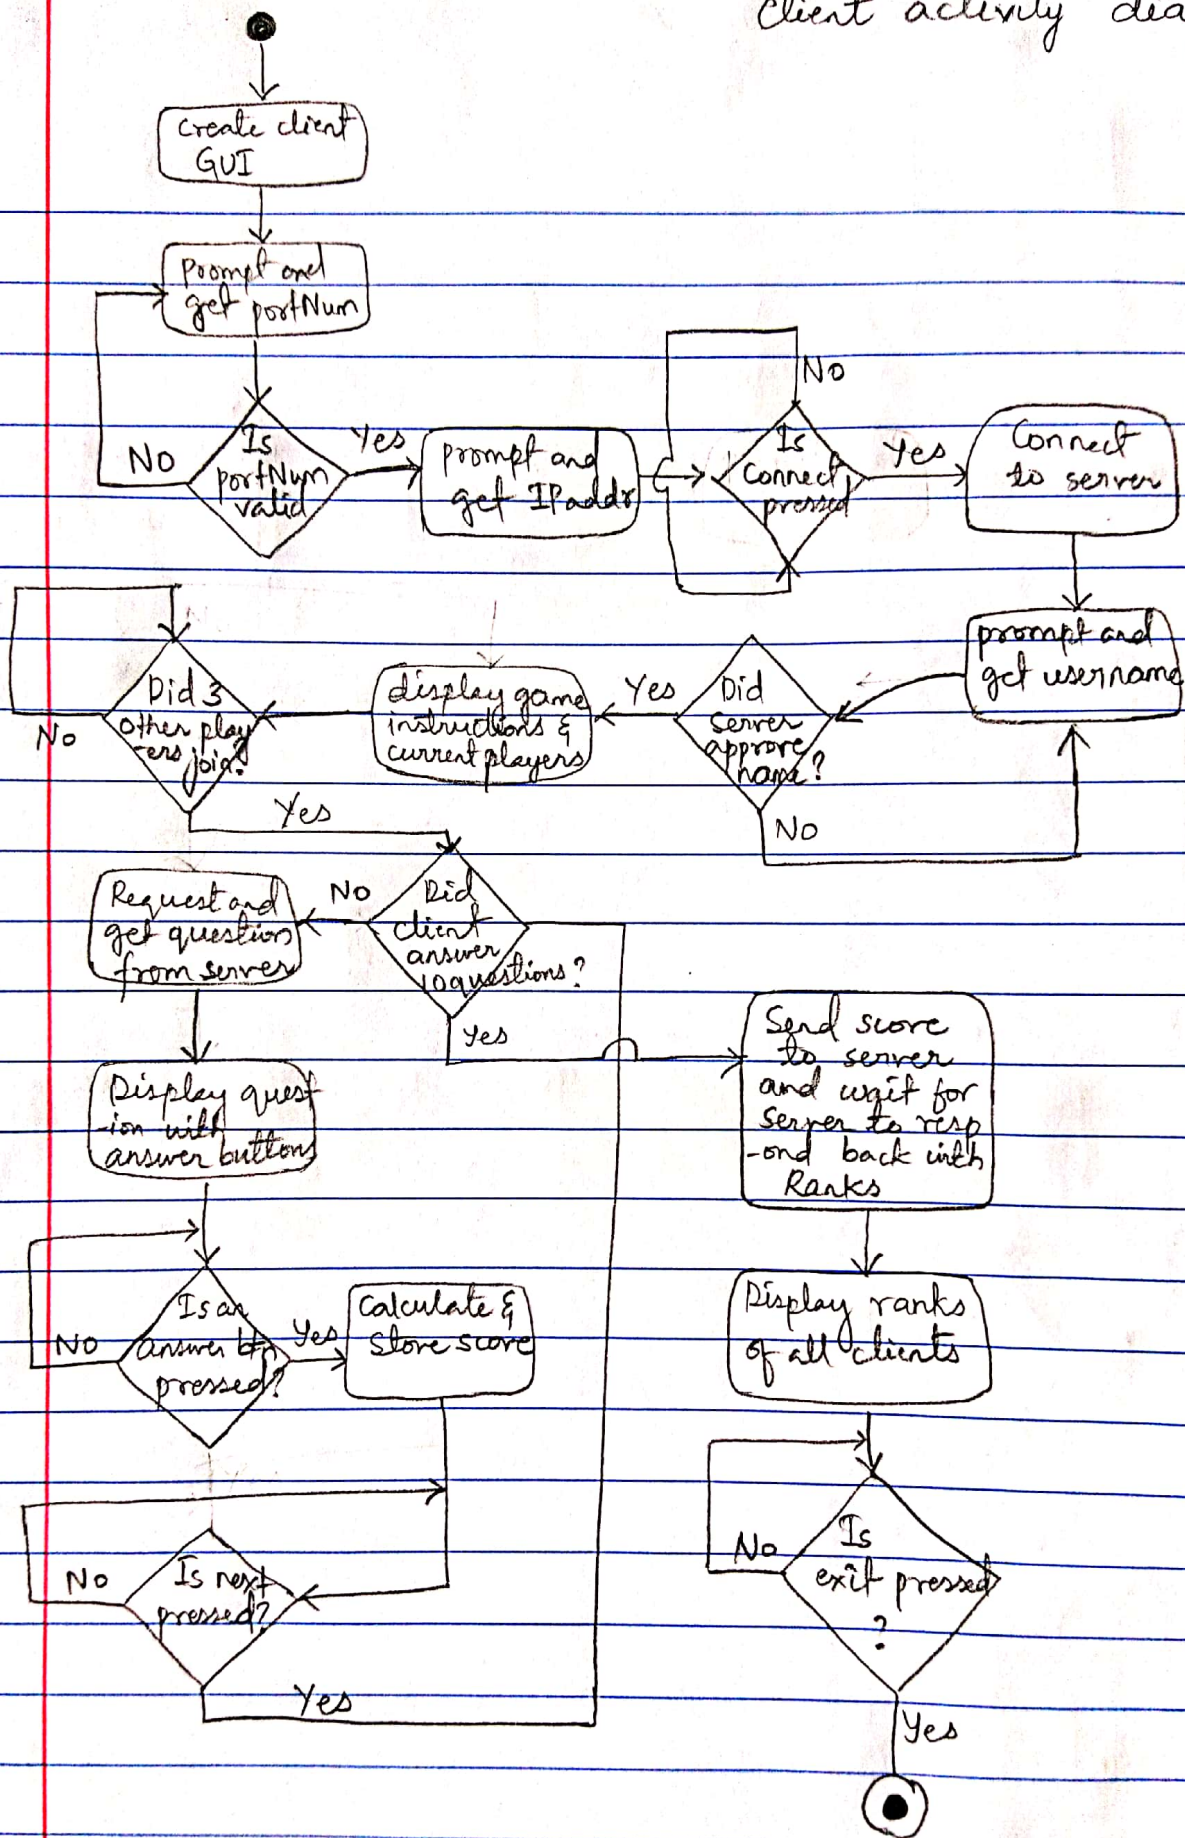 Client activity dia
Create client
GUI
Prompt and
get portNum
No
Is
portNum
valid
Yes
prompt and
get IPaddr
No
Is
Connect
pressed
Yes
Connect
to server
prompt and
get username
Did
server
approve
name?
No
Yes
display game
instructions &
current players
Did 3
other play
-ers join?
No
Yes
Did
client
answer
10 questions?
No
Request and
get question
from server
Yes
Display quest
-ion with
answer buttons
Send score
to server
and wait for
server to resp
-ond back with
Ranks
Is an
answer btn
pressed?
No
Yes
Calculate &
Store score
Display ranks
of all clients
Is next
pressed?
No
Yes
Is
exit pressed
?
No
Yes